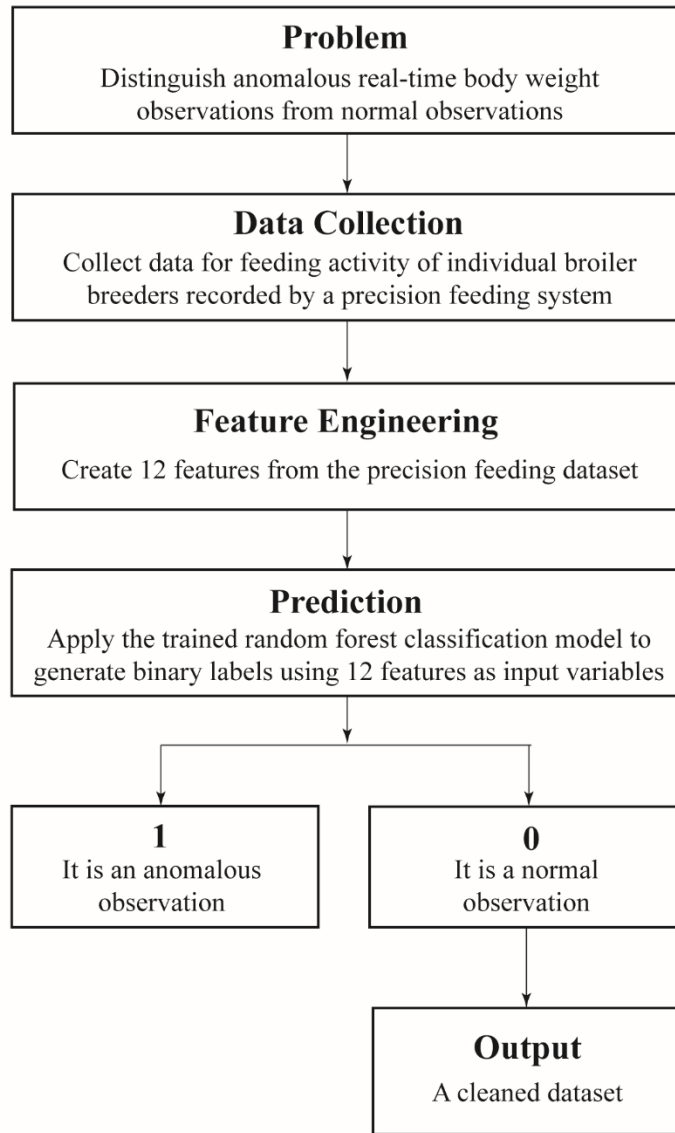 Problem
Distinguish anomalous real-time body weight
observations from normal observations
Data Collection
Collect data for feeding activity of individual broiler
breeders recorded by a precision feeding system
Feature Engineering
Create 12 features from the precision feeding dataset
Prediction
Apply the trained random forest classification model to
generate binary labels using 12 features as input variables
1
It is an anomalous
observation
0
It is a normal
observation
Output
A cleaned dataset